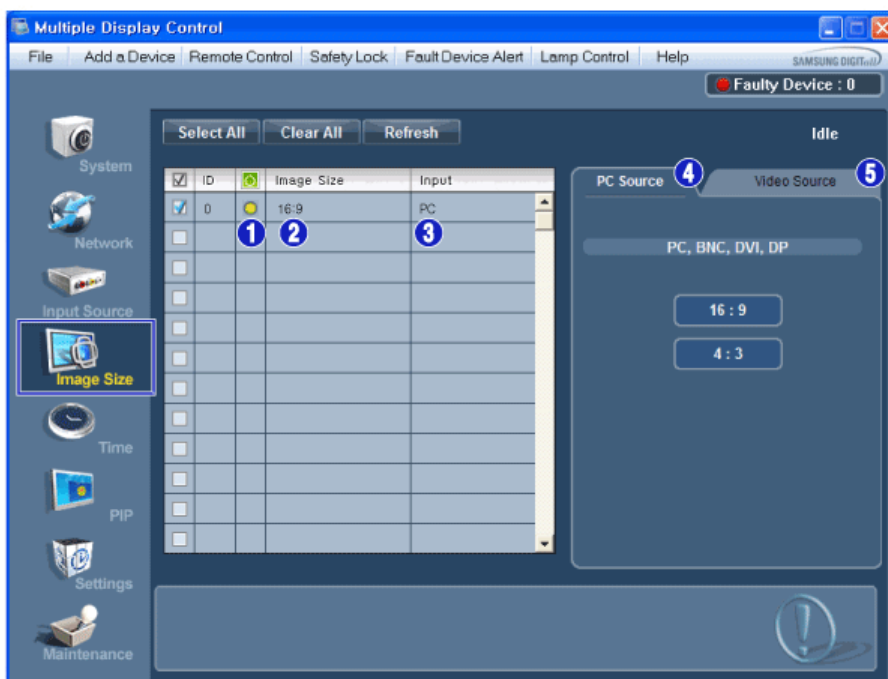 Multiple Display Control
File Add a Device Remote Control Safety Lock Fault Device Alert Lamp Control Help SAMSUNG DIGITall
Faulty Device : 0
Select All Clear All Refresh Idle
System
Network
Input Source
Image Size
Time
PIP
Settings
Maintenance
ID Image Size Input
0 16:9 PC
1 2 3
PC Source 4 Video Source 5
PC, BNC, DVI, DP
16 : 9
4 : 3